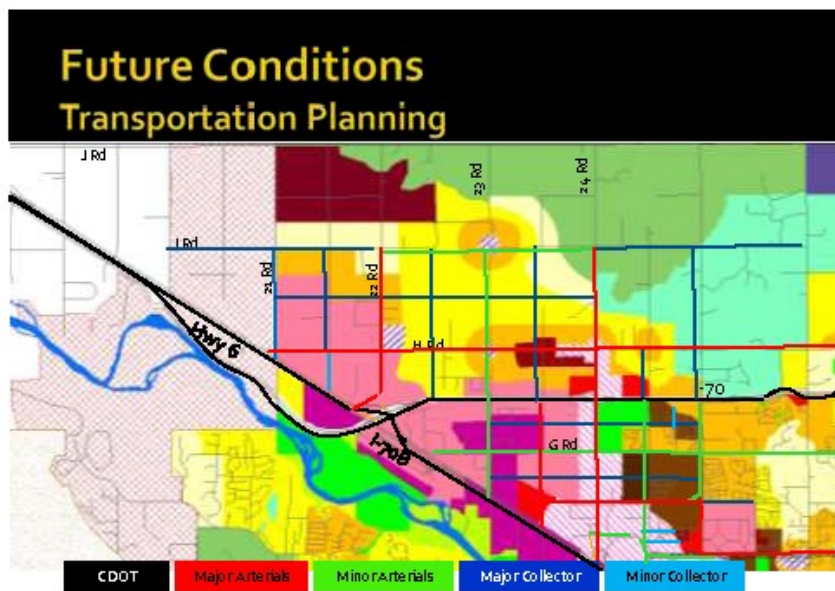 Future Conditions
Transportation Planning
J Rd
23 Rd
24 Rd
I Rd
21 Rd
22 Rd
Hwy 6
H Rd
-70
I-70B
G Rd
CDOT
Major Arterials
Minor Arterials
Major Collector
Minor Collector